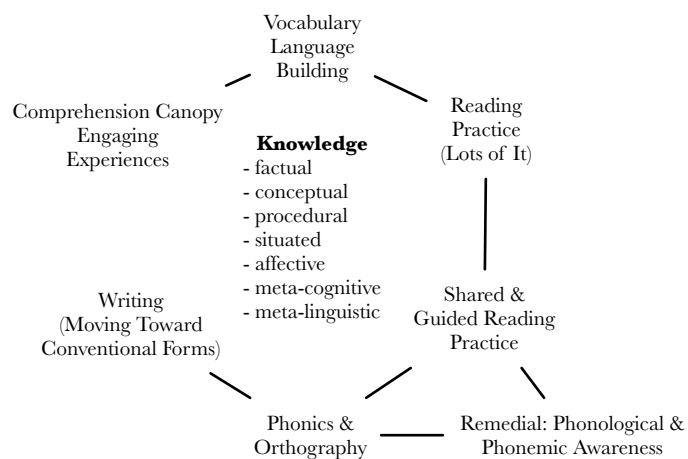 Vocabulary
Language
Building
Comprehension Canopy
Engaging
Experiences
Reading
Practice
(Lots of It)
Knowledge
- factual
- conceptual
- procedural
- situated
- affective
- meta-cognitive
- meta-linguistic
Writing
(Moving Toward
Conventional Forms)
Shared &
Guided Reading
Practice
Phonics &
Orthography
Remedial: Phonological &
Phonemic Awareness